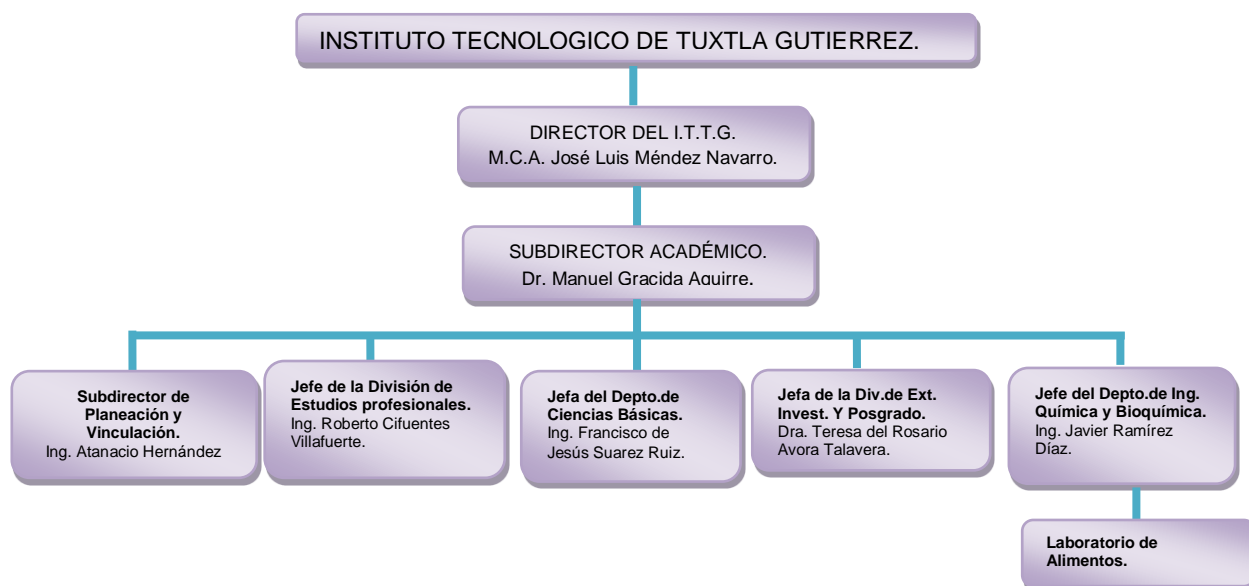 INSTITUTO TECNOLOGICO DE TUXTLA GUTIERREZ.
DIRECTOR DEL I.T.T.G.
M.C.A. José Luis Méndez Navarro.
SUBDIRECTOR ACADÉMICO.
Dr. Manuel Gracida Aguirre.
Subdirector de
Planeación y
Vinculación.
Ing. Atanacio Hernández
Jefe de la División de
Estudios profesionales.
Ing. Roberto Cifuentes
Villafuerte.
Jefa del Depto.de
Ciencias Básicas.
Ing. Francisco de
Jesús Suarez Ruiz.
Jefa de la Div.de Ext.
Invest. Y Posgrado.
Dra. Teresa del Rosario
Avora Talavera.
Jefe del Depto.de Ing.
Química y Bioquímica.
Ing. Javier Ramírez
Díaz.
Laboratorio de
Alimentos.